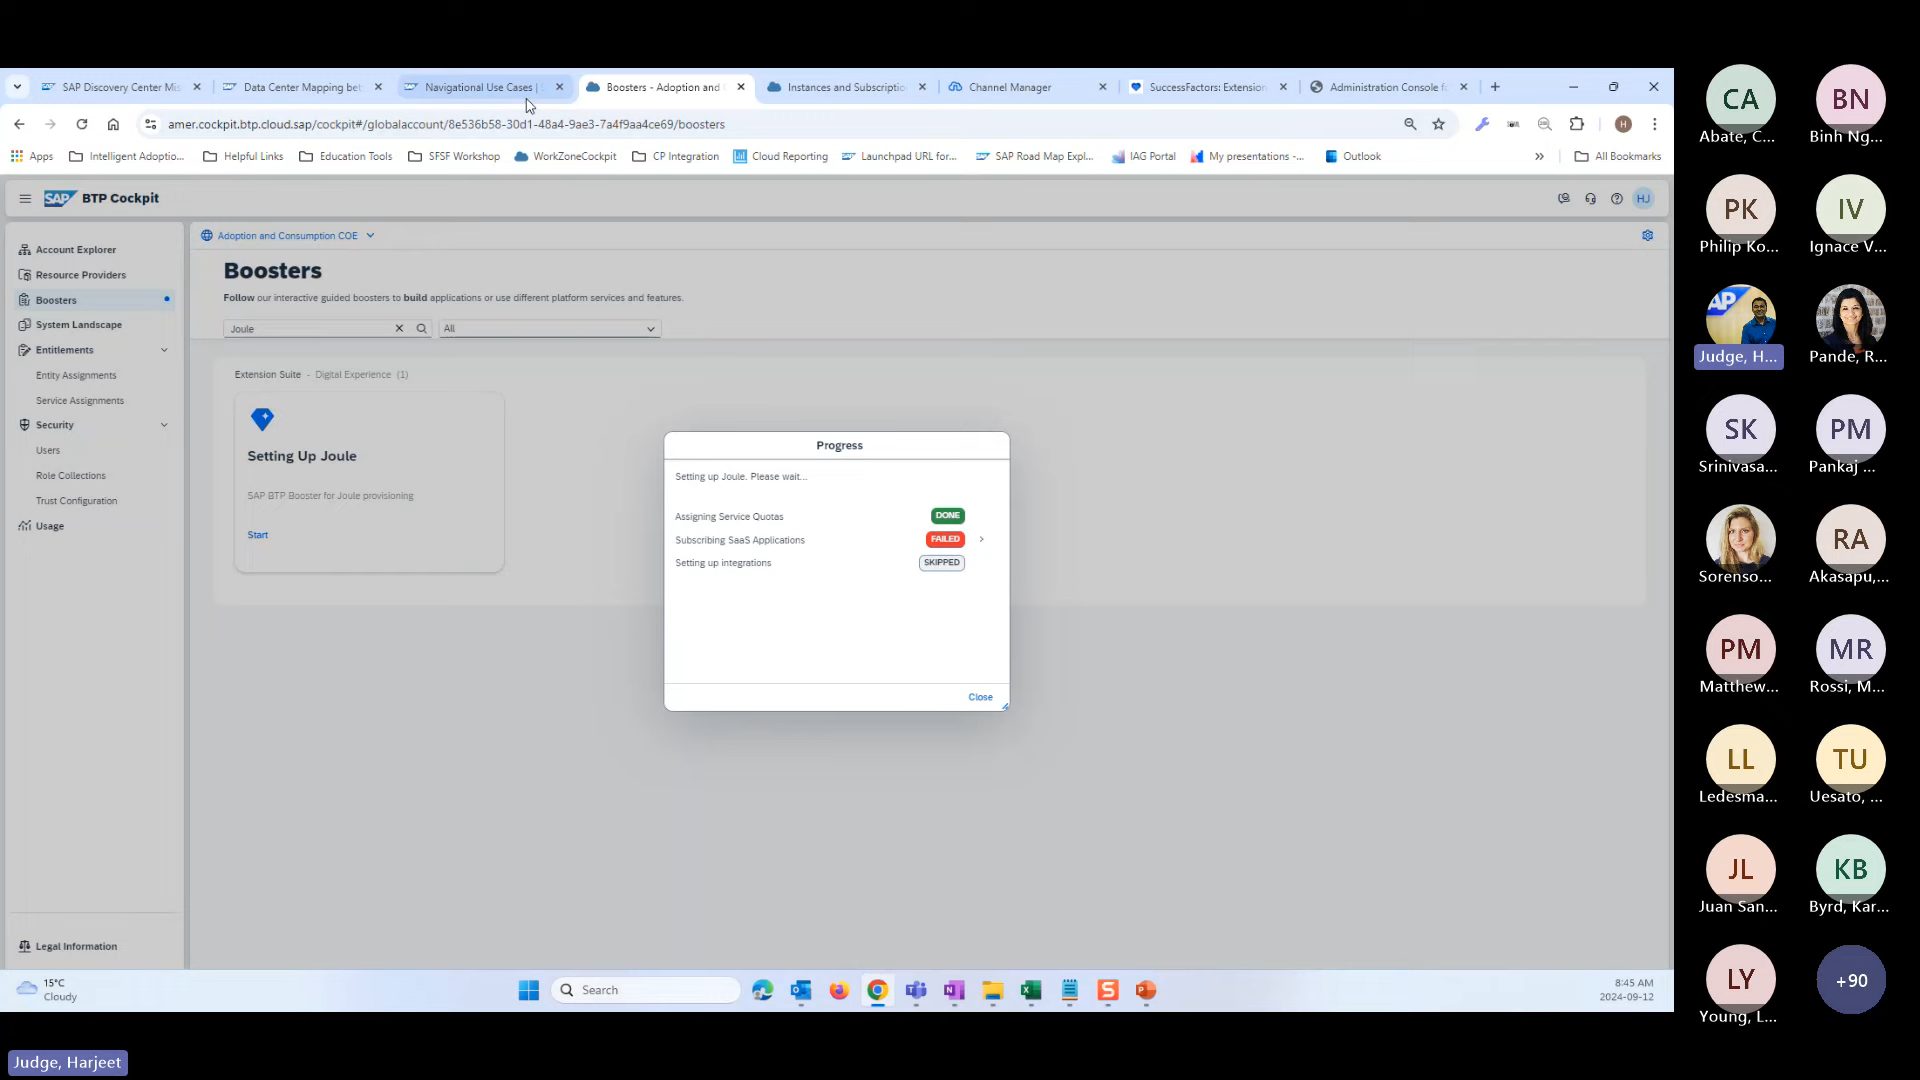 SAP Discovery Center Mis
Data Center Mapping bet
Navigational Use Cases |
Boosters - Adoption and
Instances and Subscriptio
Channel Manager
SuccessFactors: Extension
Administration Console fo
amer.cockpit.btp.cloud.sap/cockpit#/globalaccount/8e536b58-30d1-48a4-9ae3-7a4f9aa4ce69/boosters
H
Apps
Intelligent Adoptio...
Helpful Links
Education Tools
SFSF Workshop
WorkZoneCockpit
CP Integration
Cloud Reporting
Launchpad URL for...
SAP Road Map Expl...
IAG Portal
My presentations -...
Outlook
All Bookmarks
SAP BTP Cockpit
HJ
Account Explorer
Resource Providers
Boosters
System Landscape
Entitlements
Entity Assignments
Service Assignments
Security
Users
Role Collections
Trust Configuration
Usage
Legal Information
Adoption and Consumption COE
Boosters
Follow our interactive guided boosters to build applications or use different platform services and features.
Joule
All
Extension Suite - Digital Experience (1)
Setting Up Joule
SAP BTP Booster for Joule provisioning
Start
Progress
Setting up Joule. Please wait...
Assigning Service Quotas DONE
Subscribing SaaS Applications FAILED
Setting up integrations SKIPPED
Close
15°C
Cloudy
Search
8:45 AM
2024-09-12
CA
Abate, C...
BN
Binh Ng...
PK
Philip Ko...
IV
Ignace V...
Judge, H...
Pande, R...
SK
Srinivasa...
PM
Pankaj ...
Sorenso...
RA
Akasapu,...
PM
Matthew...
MR
Rossi, M...
LL
Ledesma...
TU
Uesato, ...
JL
Juan San...
KB
Byrd, Kar...
LY
Young, L...
+90
Judge, Harjeet